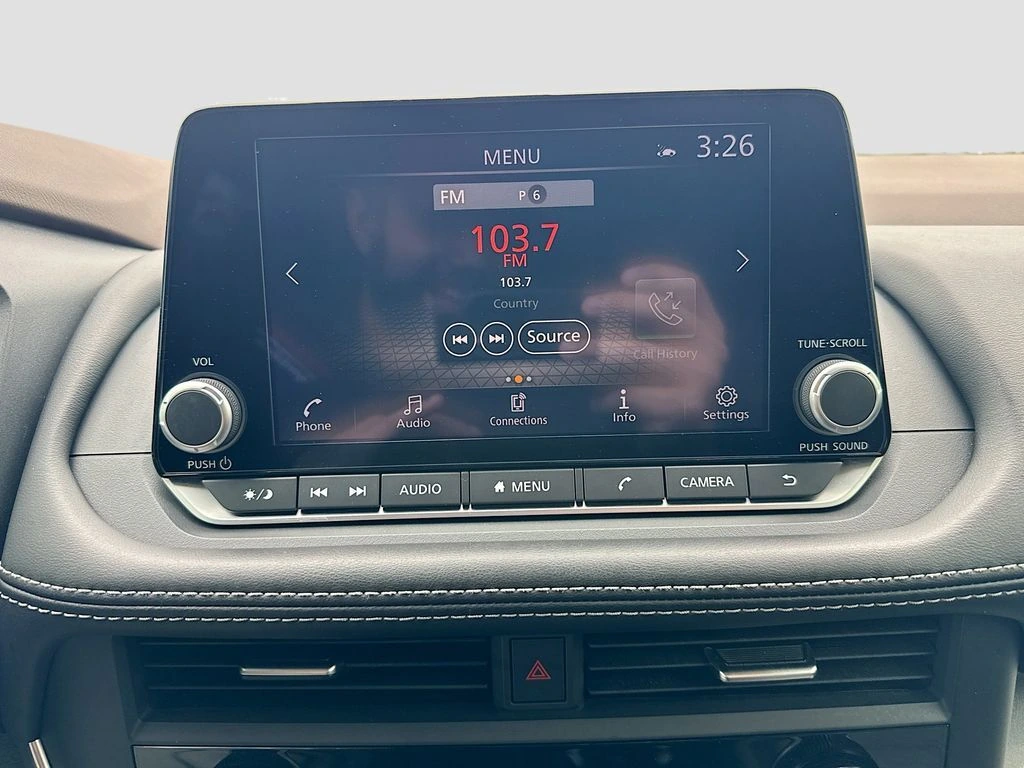 MENU
3:26
FM P 6
103.7
FM
103.7
Country
Source
Call History
Phone Audio Connections Info Settings
VOL
PUSH
TUNE·SCROLL
PUSH SOUND
AUDIO MENU CAMERA